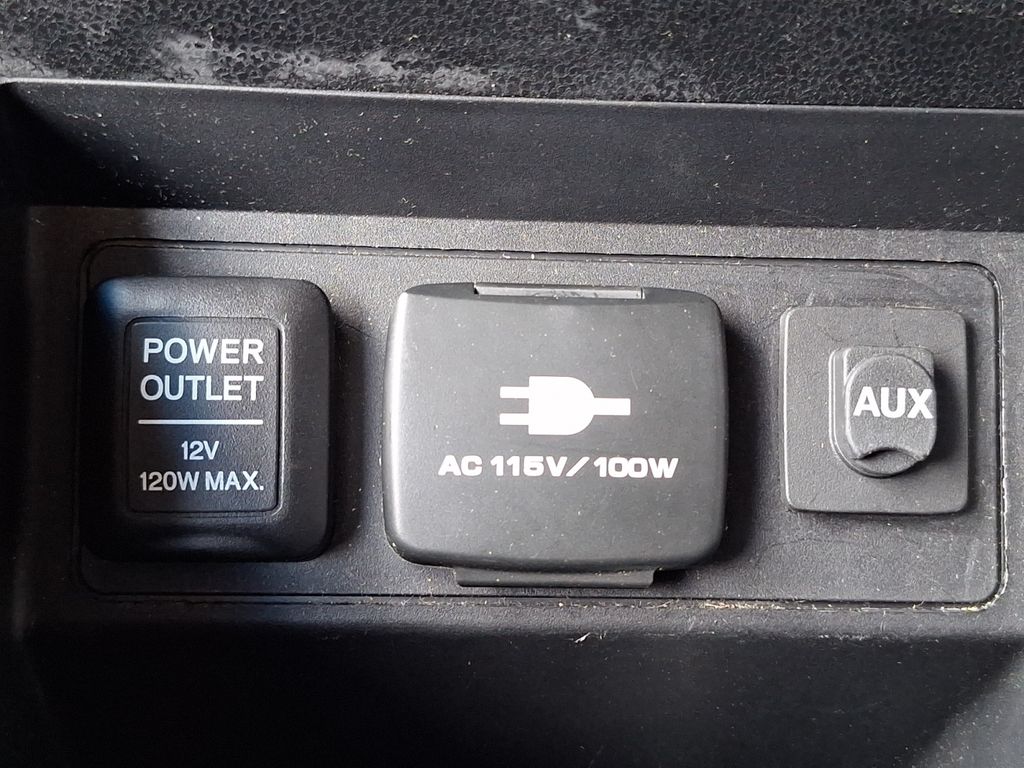 POWER
OUTLET
12V
120W MAX.
AC 115V/100W
AUX